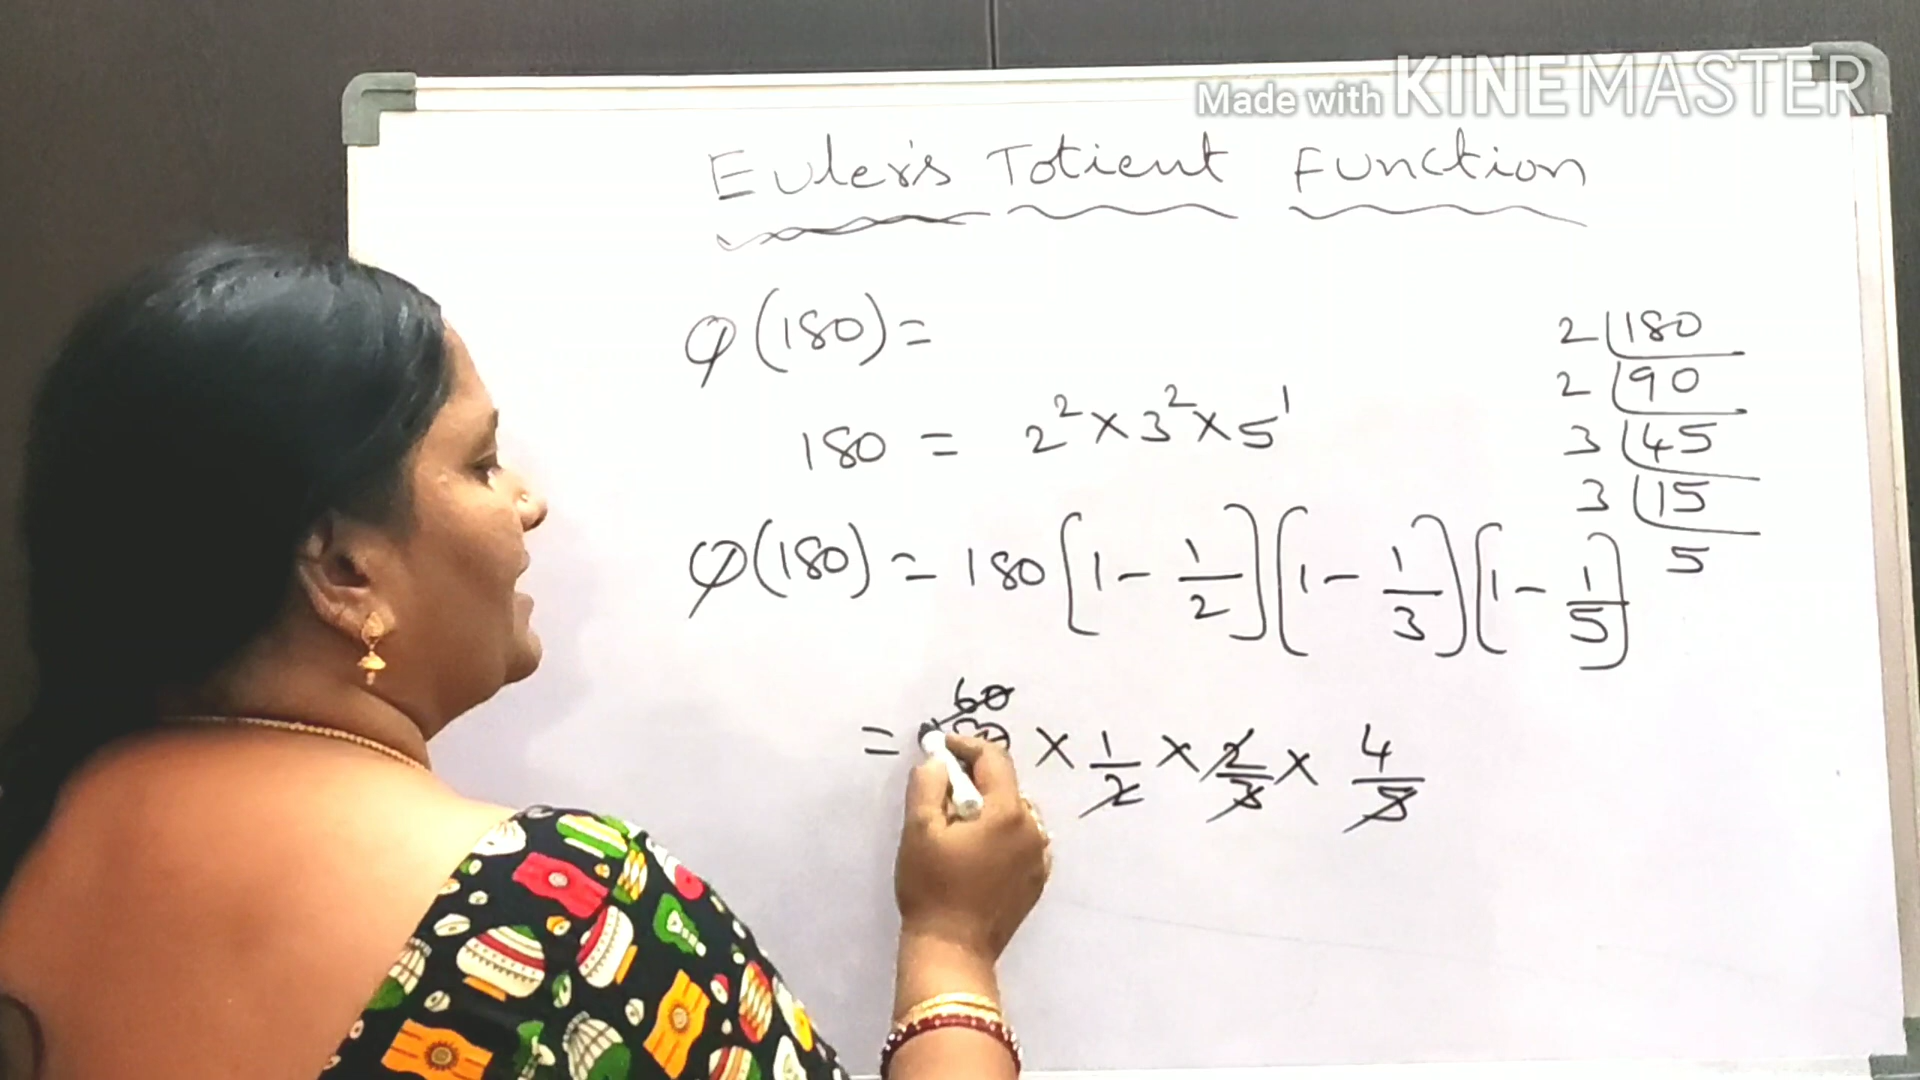 Made with KINEMASTER
Euler's Totient Function
φ(180) =
180 = 2² × 3² × 5¹
φ(180) = 180 [1 - 1/2] [1 - 1/3] [1 - 1/5]
60
= × 1/2 × 2/3 × 4/5
2 | 180
2 | 90
3 | 45
3 | 15
5